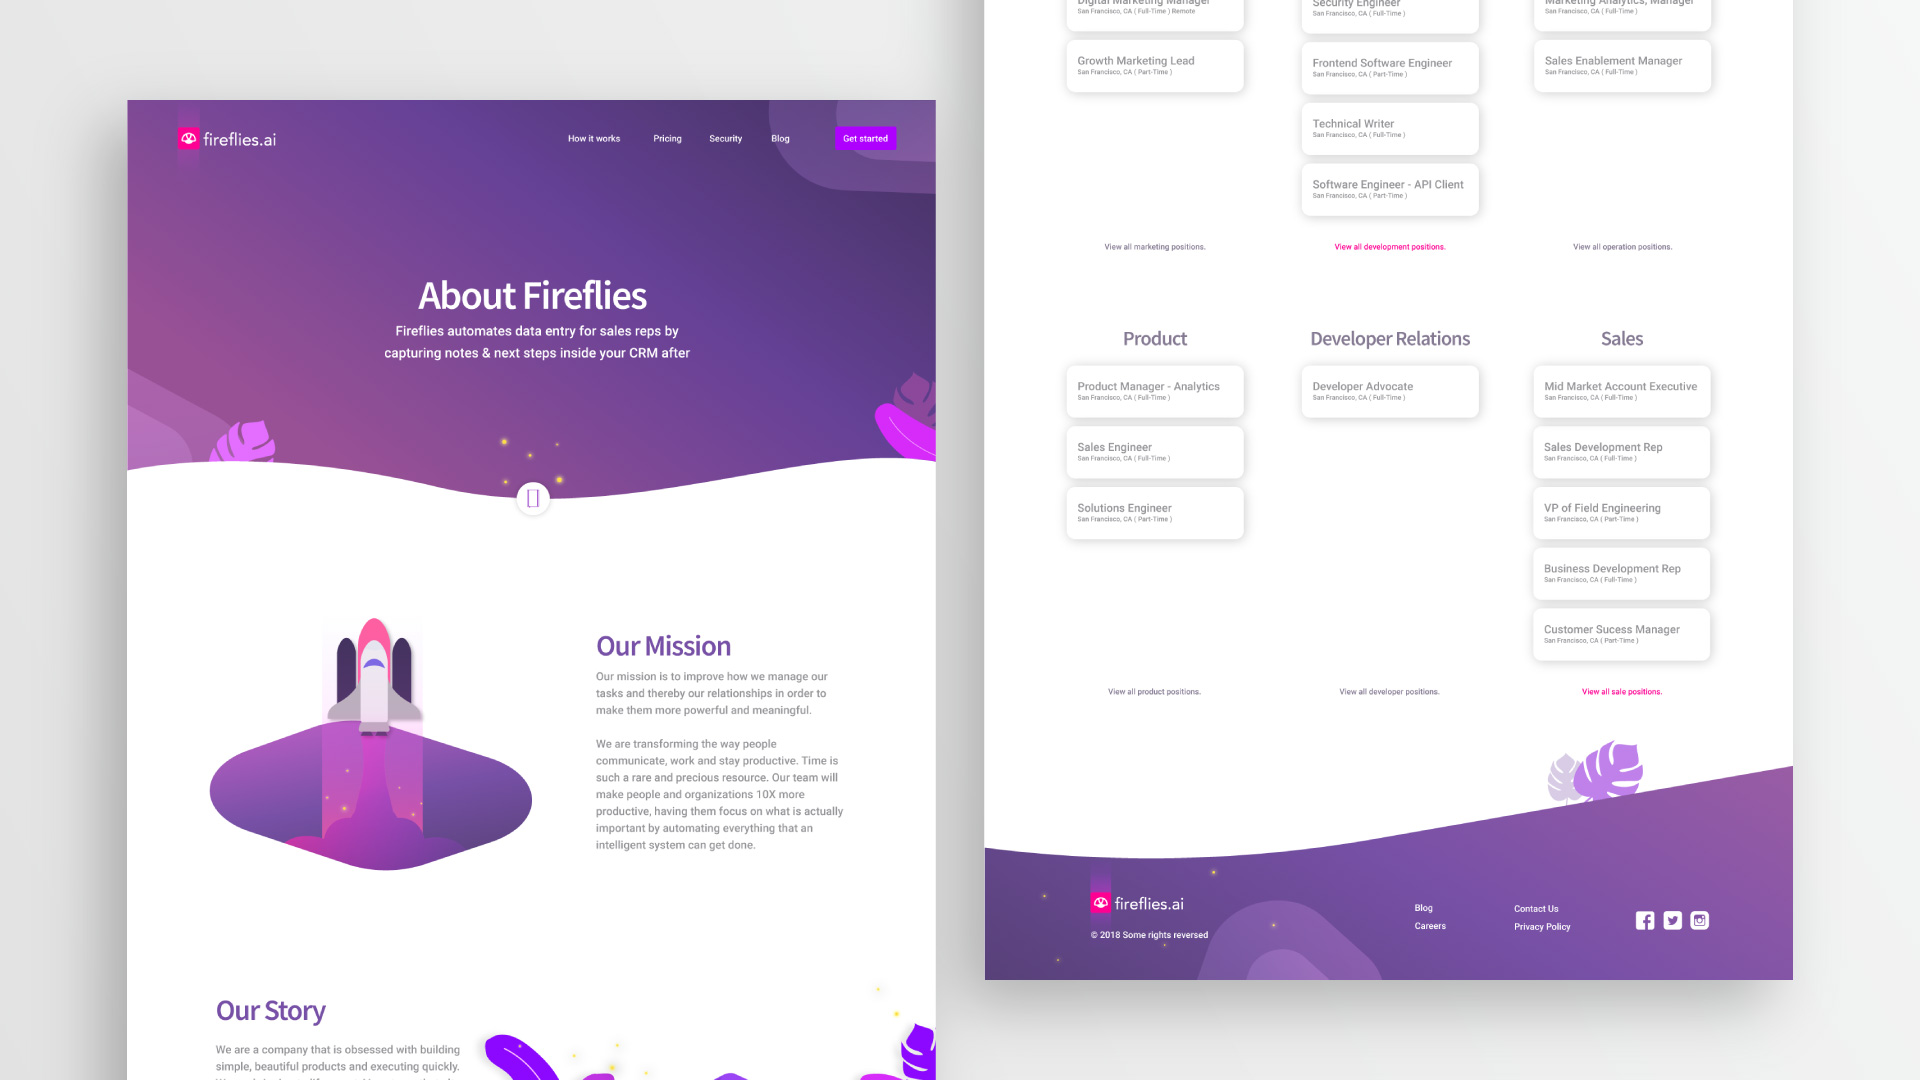 fireflies.ai
How it works
Pricing
Security
Blog
Get started
About Fireflies
Fireflies automates data entry for sales reps by
capturing notes & next steps inside your CRM after
Our Mission
Our mission is to improve how we manage our
tasks and thereby our relationships in order to
make them more powerful and meaningful.
We are transforming the way people
communicate, work and stay productive. Time is
such a rare and precious resource. Our team will
make people and organizations 10X more
productive, having them focus on what is actually
important by automating everything that an
intelligent system can get done.
Our Story
We are a company that is obsessed with building
simple, beautiful products and executing quickly.
Digital Marketing Manager
San Francisco, CA ( Full-Time ) Remote
Growth Marketing Lead
San Francisco, CA ( Part-Time )
View all marketing positions.
Security Engineer
San Francisco, CA ( Full-Time )
Frontend Software Engineer
San Francisco, CA ( Part-Time )
Technical Writer
San Francisco, CA ( Full-Time )
Software Engineer - API Client
San Francisco, CA ( Part-Time )
View all development positions.
Marketing Analytics, Manager
San Francisco, CA ( Full-Time )
Sales Enablement Manager
San Francisco, CA ( Full-Time )
View all operation positions.
Product
Product Manager - Analytics
San Francisco, CA ( Full-Time )
Sales Engineer
San Francisco, CA ( Full-Time )
Solutions Engineer
San Francisco, CA ( Part-Time )
View all product positions.
Developer Relations
Developer Advocate
San Francisco, CA ( Full-Time )
View all developer positions.
Sales
Mid Market Account Executive
San Francisco, CA ( Full-Time )
Sales Development Rep
San Francisco, CA ( Full-Time )
VP of Field Engineering
San Francisco, CA ( Part-Time )
Business Development Rep
San Francisco, CA ( Full-Time )
Customer Sucess Manager
San Francisco, CA ( Part-Time )
View all sale positions.
fireflies.ai
© 2018 Some rights reversed
Blog
Careers
Contact Us
Privacy Policy